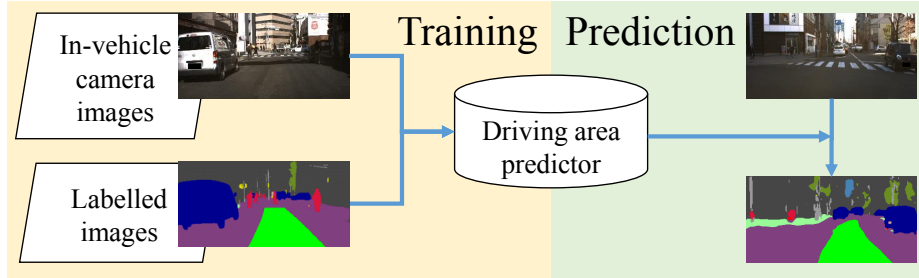 Training
Prediction
In-vehicle
camera
images
Driving area
predictor
Labelled
images